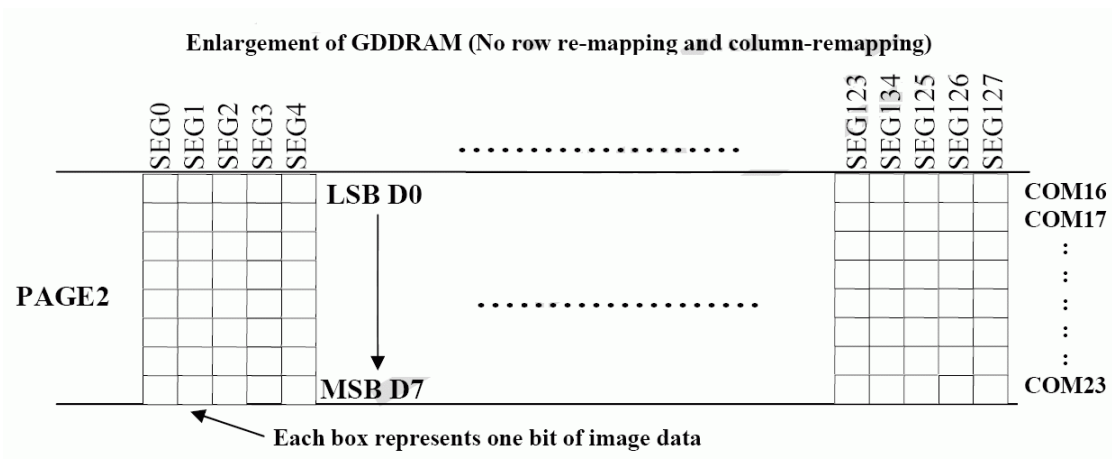 Enlargement of GDDRAM (No row re-mapping and column-remapping)
SEG0
SEG1
SEG2
SEG3
SEG4
SEG123
SEG134
SEG125
SEG126
SEG127
LSB D0
COM16
COM17
PAGE2
MSB D7
COM23
Each box represents one bit of image data